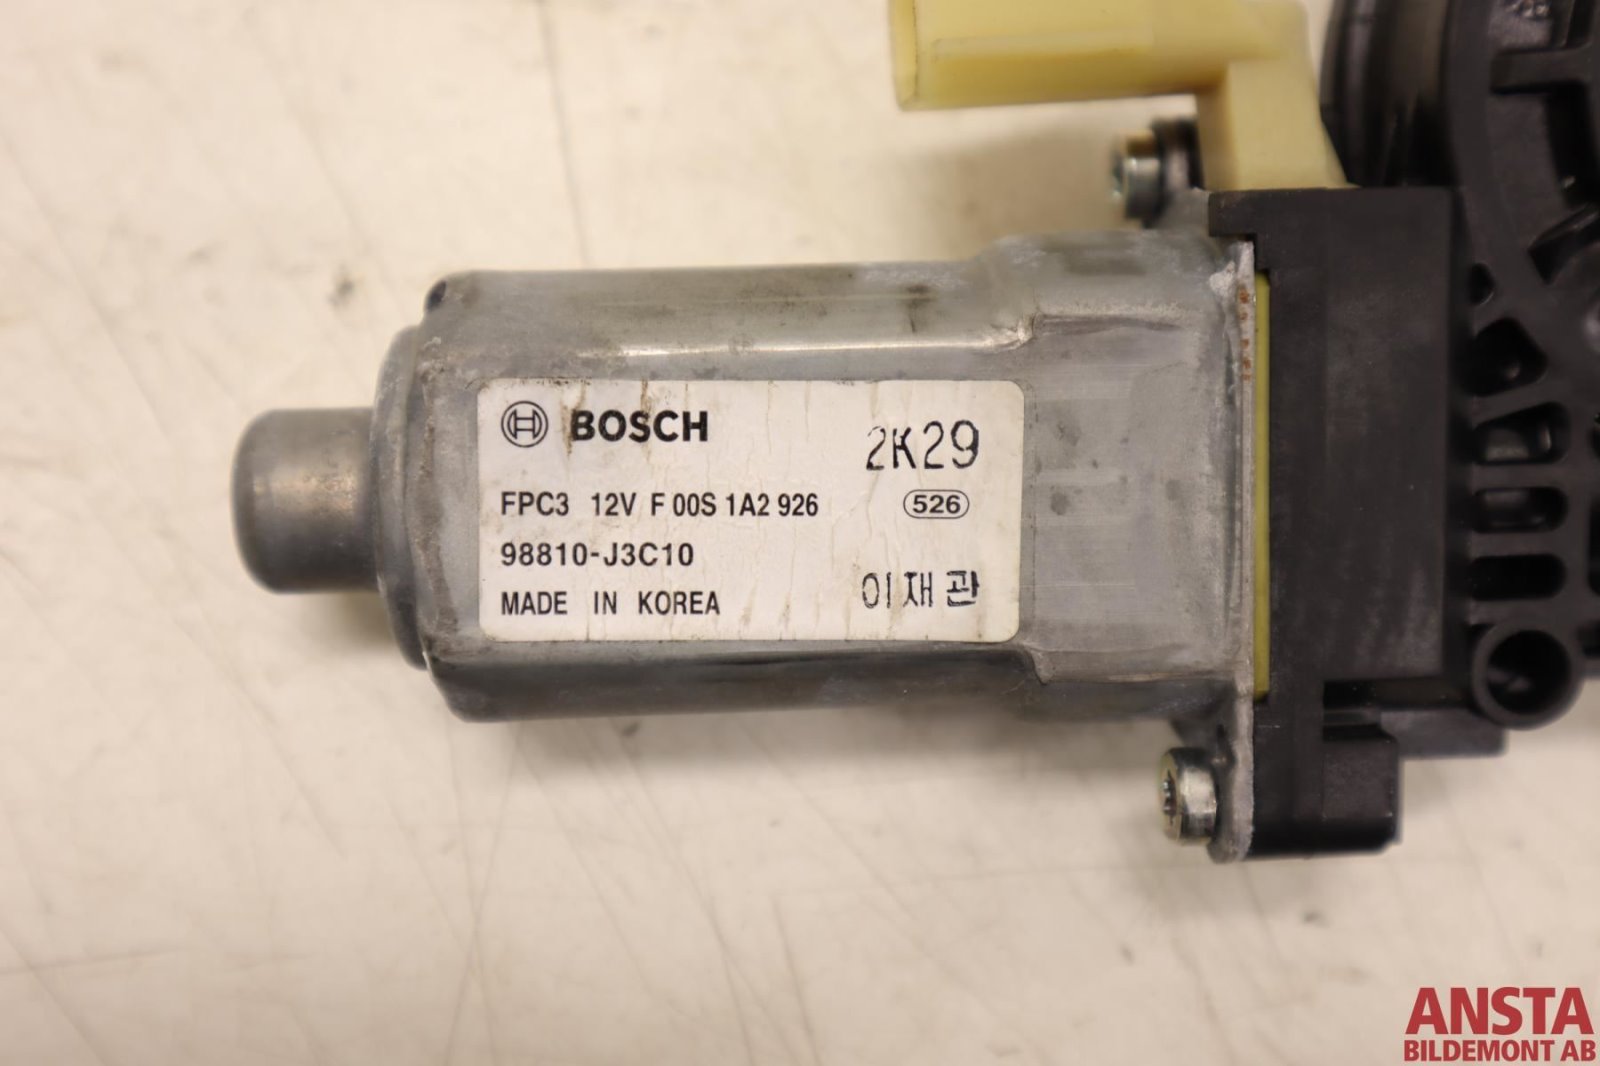 BOSCH
2K29
FPC3 12V F 00S 1A2 926
526
98810-J3C10
MADE IN KOREA
이재관
ANSTA
BILDEMONT AB